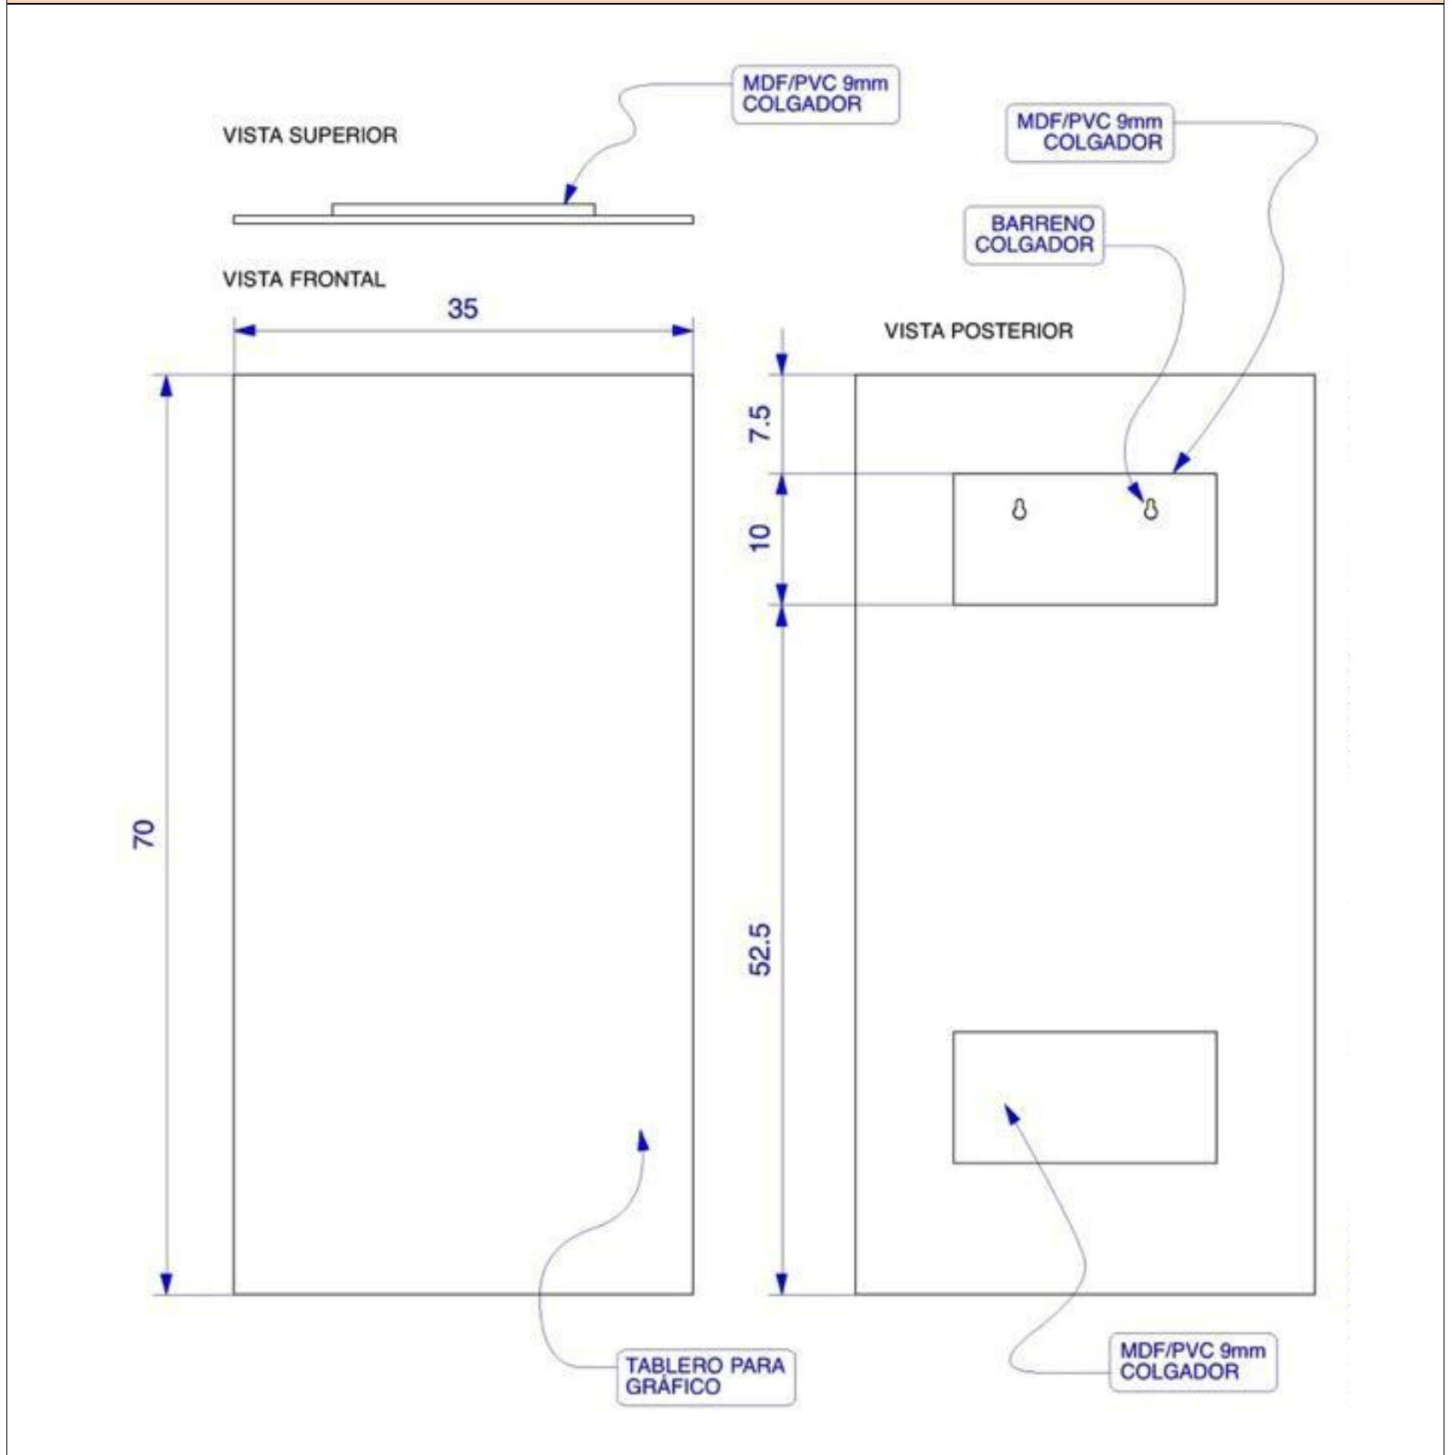 MDF/PVC 9mm
COLGADOR
VISTA SUPERIOR
MDF/PVC 9mm
COLGADOR
BARRENO
COLGADOR
VISTA FRONTAL
35
VISTA POSTERIOR
7.5
10
70
52.5
TABLERO PARA
GRÁFICO
MDF/PVC 9mm
COLGADOR